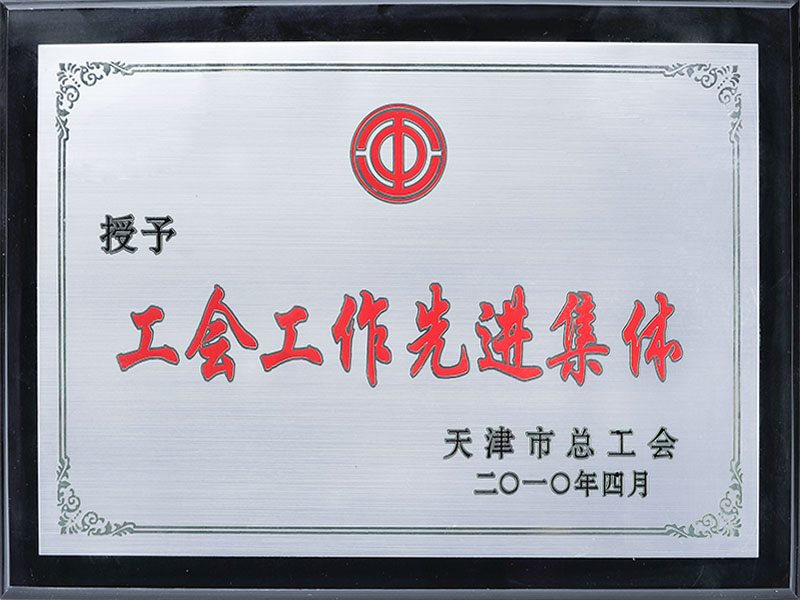 授予
工会工作先进集体
天津市总工会
二〇一〇年四月